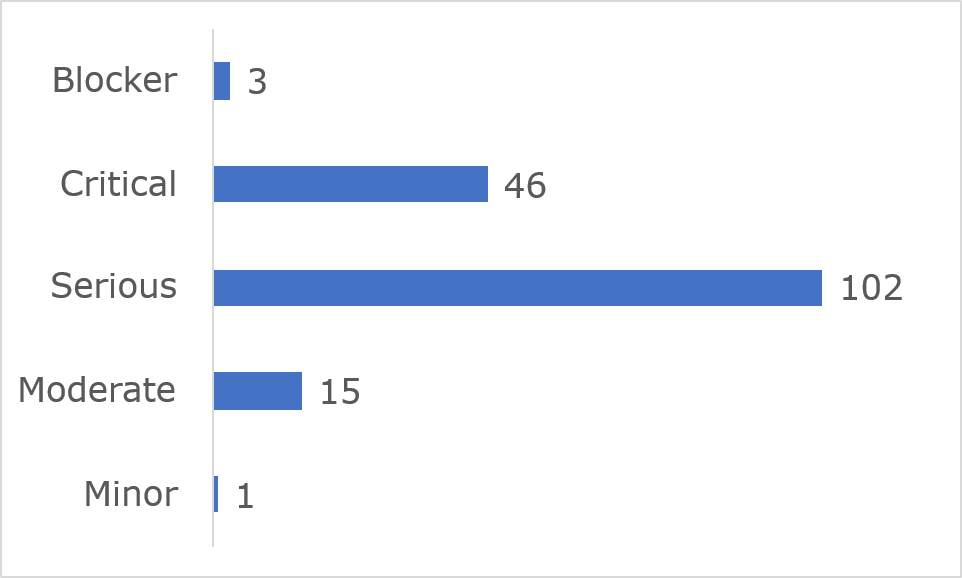 Blocker 3
Critical 46
Serious 102
Moderate 15
Minor 1